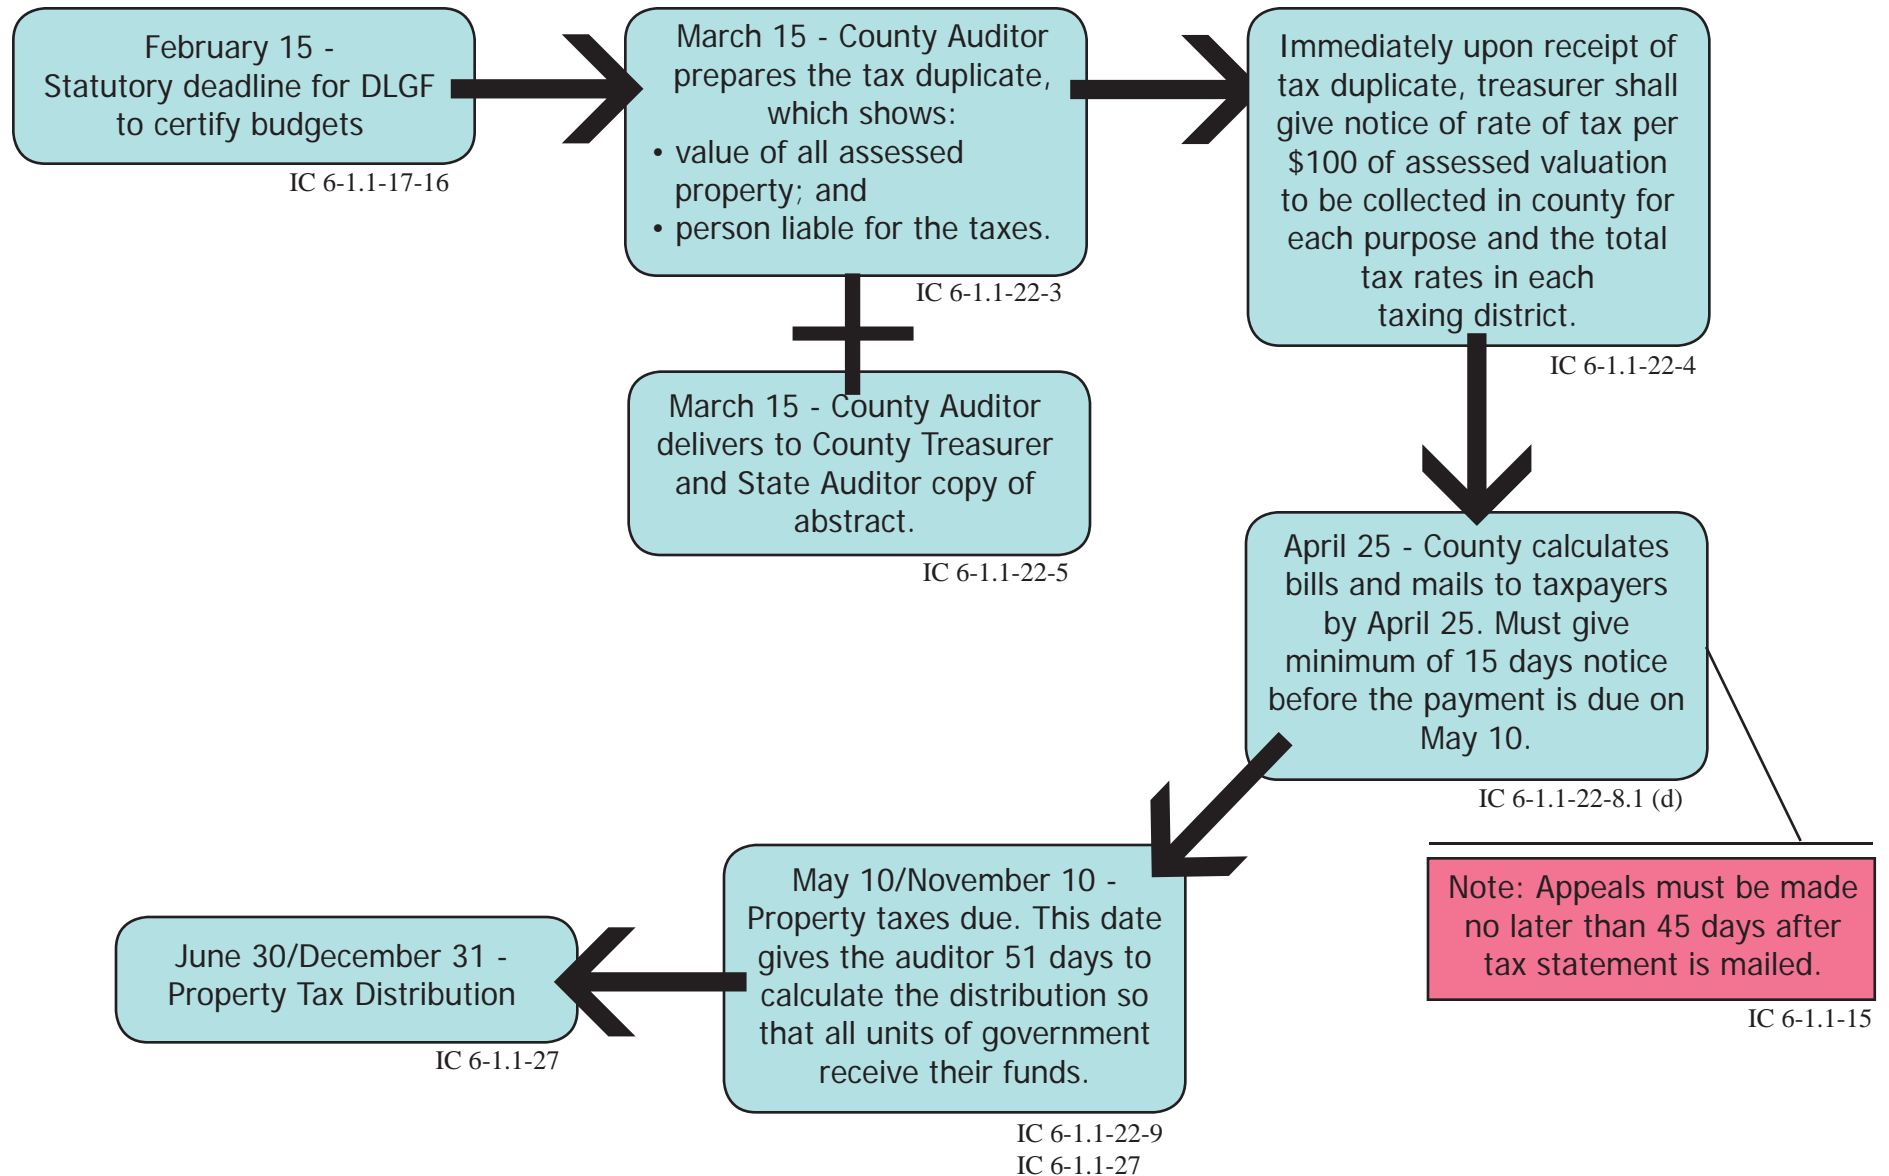 February 15 -
Statutory deadline for DLGF
to certify budgets
IC 6-1.1-17-16
March 15 - County Auditor
prepares the tax duplicate,
which shows:
• value of all assessed
property; and
• person liable for the taxes.
IC 6-1.1-22-3
March 15 - County Auditor
delivers to County Treasurer
and State Auditor copy of
abstract.
IC 6-1.1-22-5
Immediately upon receipt of
tax duplicate, treasurer shall
give notice of rate of tax per
$100 of assessed valuation
to be collected in county for
each purpose and the total
tax rates in each
taxing district.
IC 6-1.1-22-4
April 25 - County calculates
bills and mails to taxpayers
by April 25. Must give
minimum of 15 days notice
before the payment is due on
May 10.
IC 6-1.1-22-8.1 (d)
Note: Appeals must be made
no later than 45 days after
tax statement is mailed.
IC 6-1.1-15
May 10/November 10 -
Property taxes due. This date
gives the auditor 51 days to
calculate the distribution so
that all units of government
receive their funds.
IC 6-1.1-22-9
IC 6-1.1-27
June 30/December 31 -
Property Tax Distribution
IC 6-1.1-27